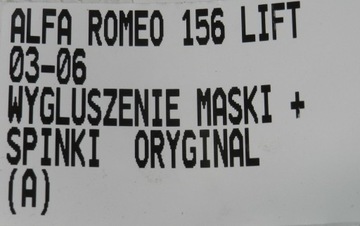 ALFA ROMEO 156 LIFT
03-06
WYGLUSZENIE MASKI +
SPINKI ORYGINAL
(A)